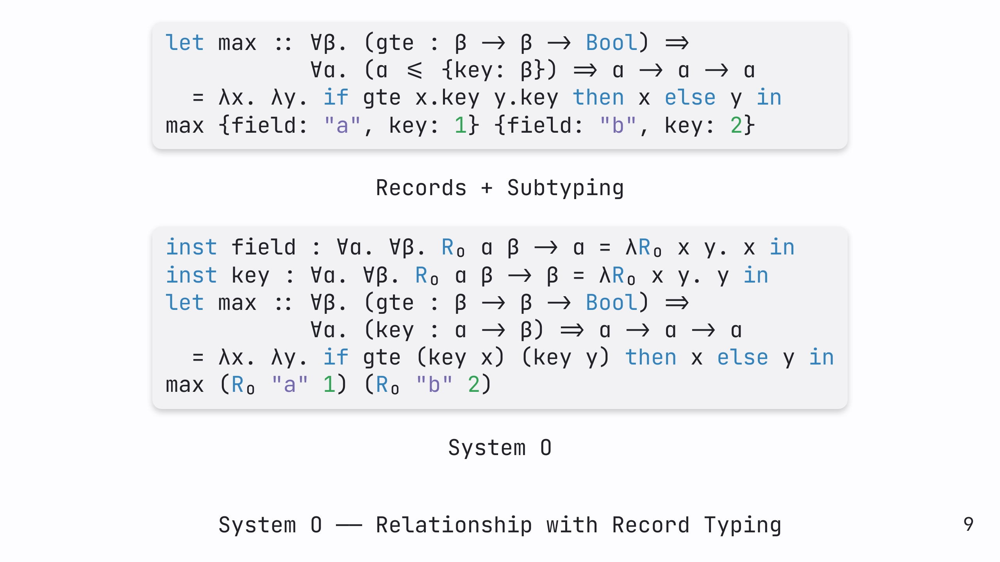 let max :: ∀β. (gte : β → β → Bool) ⇒
           ∀α. (α ⩽ {key: β}) ⇒ α → α → α
  = λx. λy. if gte x.key y.key then x else y in
max {field: "a", key: 1} {field: "b", key: 2}
Records + Subtyping
inst field : ∀α. ∀β. R₀ α β → α = λR₀ x y. x in
inst key : ∀α. ∀β. R₀ α β → β = λR₀ x y. y in
let max :: ∀β. (gte : β → β → Bool) ⇒
           ∀α. (key : α → β) ⇒ α → α → α
  = λx. λy. if gte (key x) (key y) then x else y in
max (R₀ "a" 1) (R₀ "b" 2)
System O
System O —— Relationship with Record Typing
9